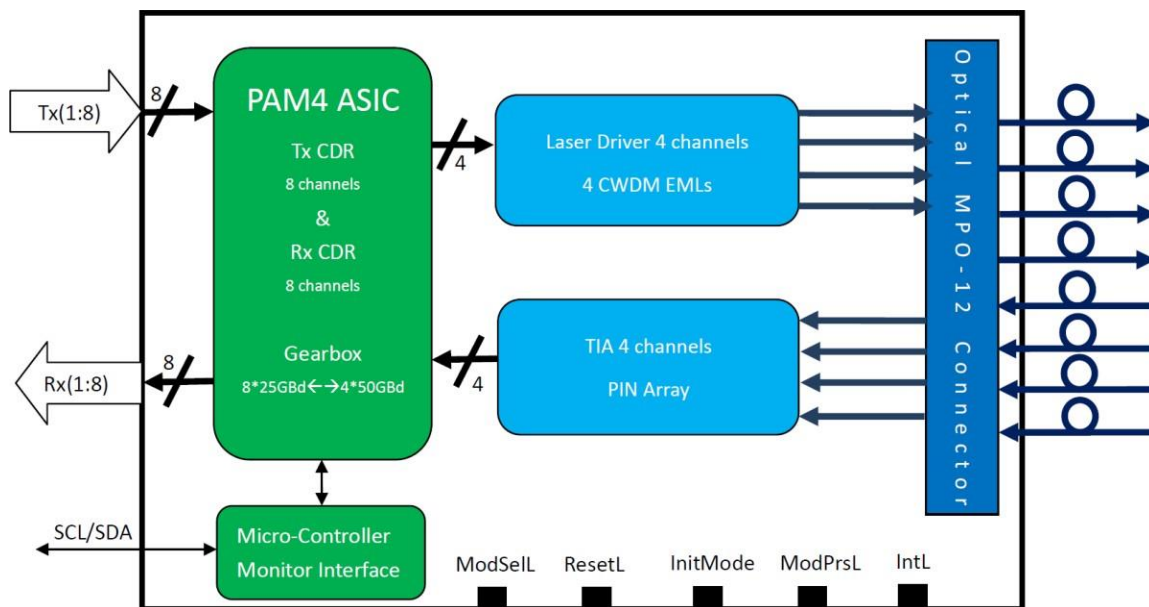 Tx(1:8)
8
PAM4 ASIC
Tx CDR
8 channels
&
Rx CDR
8 channels
Gearbox
8*25GBd←→4*50GBd
4
Laser Driver 4 channels
4 CWDM EMLs
Optical MPO-12 Connector
Rx(1:8)
8
4
TIA 4 channels
PIN Array
SCL/SDA
Micro-Controller
Monitor Interface
ModSelL
ResetL
InitMode
ModPrsL
IntL